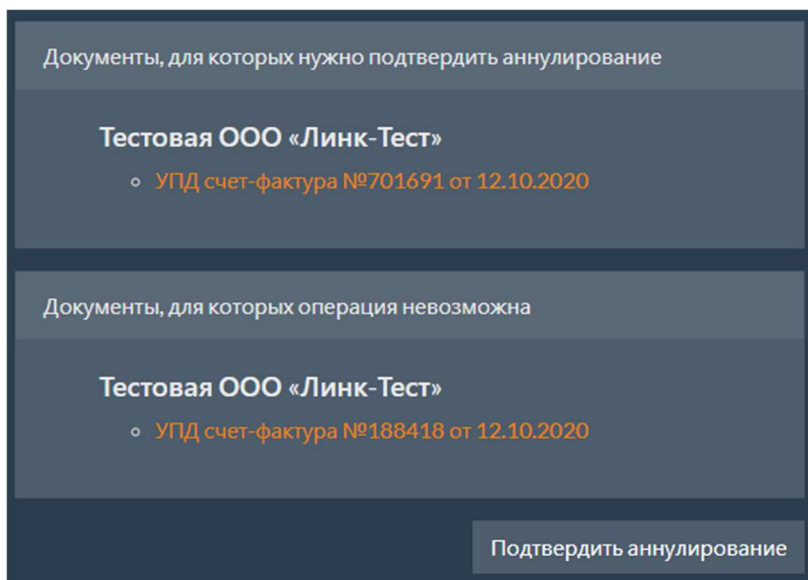 Документы, для которых нужно подтвердить аннулирование
Тестовая ООО «Линк-Тест»
УПД счет-фактура №701691 от 12.10.2020
Документы, для которых операция невозможна
Тестовая ООО «Линк-Тест»
УПД счет-фактура №188418 от 12.10.2020
Подтвердить аннулирование